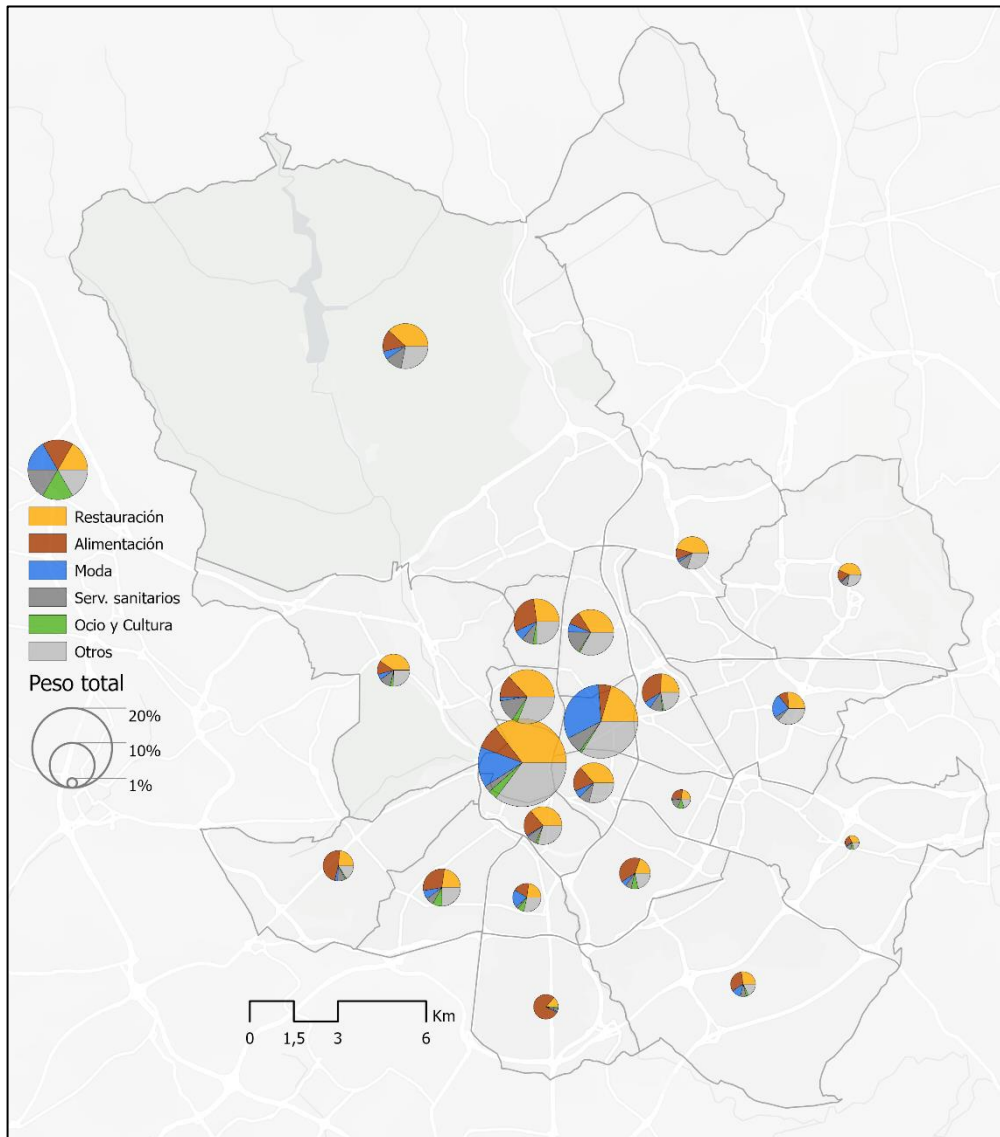 Restauración
Alimentación
Moda
Serv. sanitarios
Ocio y Cultura
Otros
Peso total
20%
10%
1%
Km
0 1,5 3 6